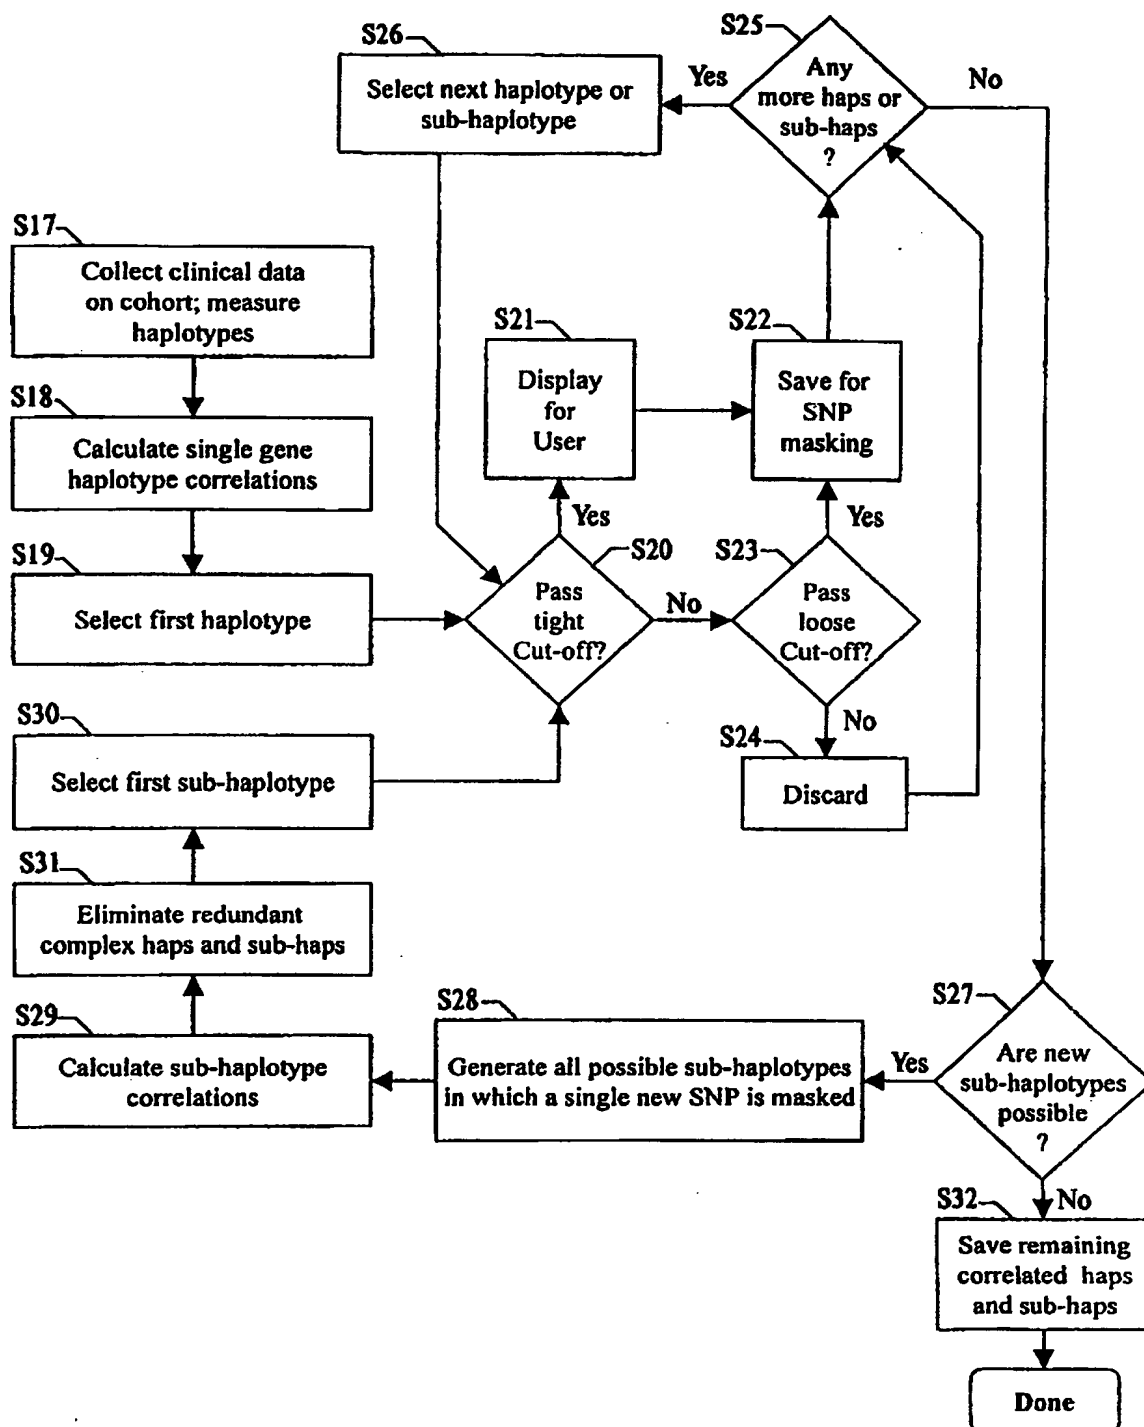 S26
Select next haplotype or
sub-haplotype
Yes
S25
Any
more haps or
sub-haps
?
No
S17
Collect clinical data
on cohort; measure
haplotypes
S18
Calculate single gene
haplotype correlations
S19
Select first haplotype
S21
Display
for
User
Yes
S22
Save for
SNP
masking
Yes
S20
Pass
tight
Cut-off?
No
S23
Pass
loose
Cut-off?
No
S24
Discard
S30
Select first sub-haplotype
S31
Eliminate redundant
complex haps and sub-haps
S29
Calculate sub-haplotype
correlations
S28
Generate all possible sub-haplotypes
in which a single new SNP is masked
Yes
S27
Are new
sub-haplotypes
possible
?
No
S32
Save remaining
correlated haps
and sub-haps
Done